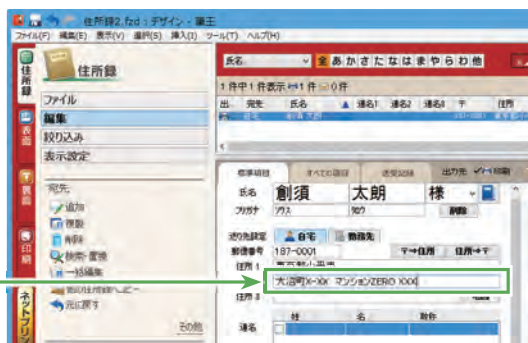 住所録2.fzd : デザイン - 筆王
ファイル(F) 編集(E) 表示(V) 選択(S) 挿入(I) ツール(T) ヘルプ(H)
住所録
氏名
全 あ か さ た な は ま や ら わ 他
1 件中 1 件表示 1 件 0 件
出 宛先 氏名 連名1 連名2 連名3 〒 住所
自宅
住所録
表面
裏面
印刷
ネットプリン
ファイル
編集
絞り込み
表示設定
宛先
追加
複製
削除
検索・置換
一括編集
元に戻す
その他
標準項目 すべての項目 送受記録 出力先 印刷
氏名 創須 太朗 様
フリガナ 削除
送り先設定 自宅 勤務先
郵便番号 187-0001 〒→住所 住所→〒
住所 1
大沼町X-XX マンションZERO XXX
住所 3
姓 名 敬称
連名